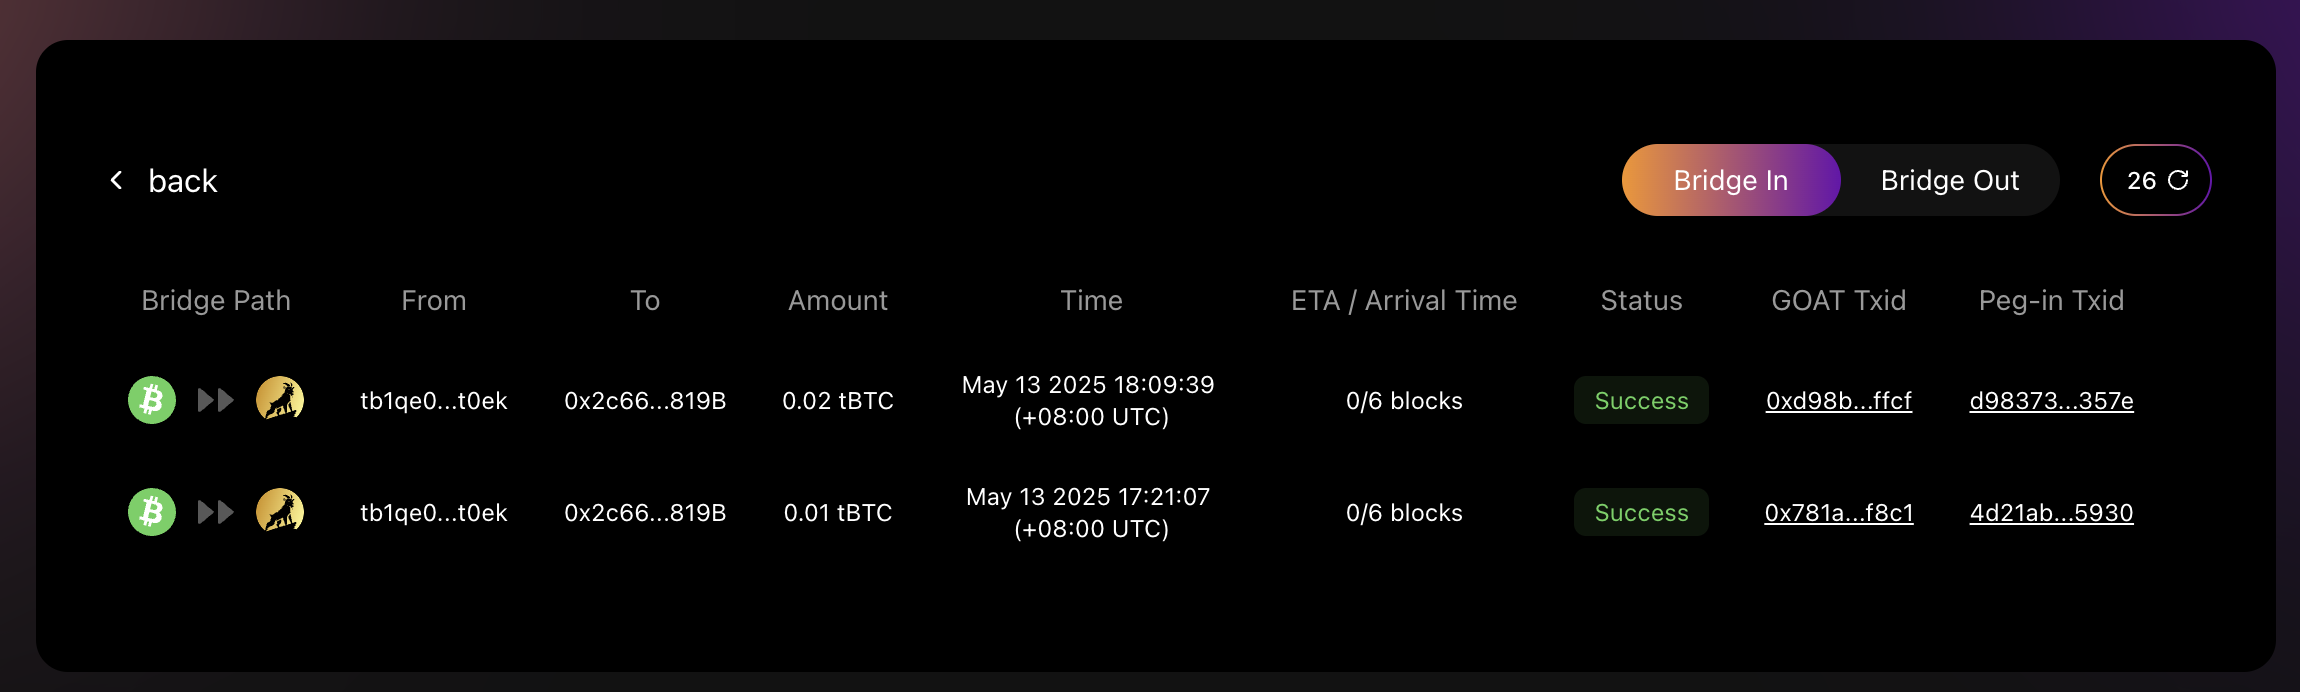 back
Bridge In
Bridge Out
26
Bridge Path From To Amount Time ETA / Arrival Time Status GOAT Txid Peg-in Txid
tb1qe0...t0ek 0x2c66...819B 0.02 tBTC May 13 2025 18:09:39 (+08:00 UTC) 0/6 blocks Success 0xd98b...ffcf d98373...357e
tb1qe0...t0ek 0x2c66...819B 0.01 tBTC May 13 2025 17:21:07 (+08:00 UTC) 0/6 blocks Success 0x781a...f8c1 4d21ab...5930